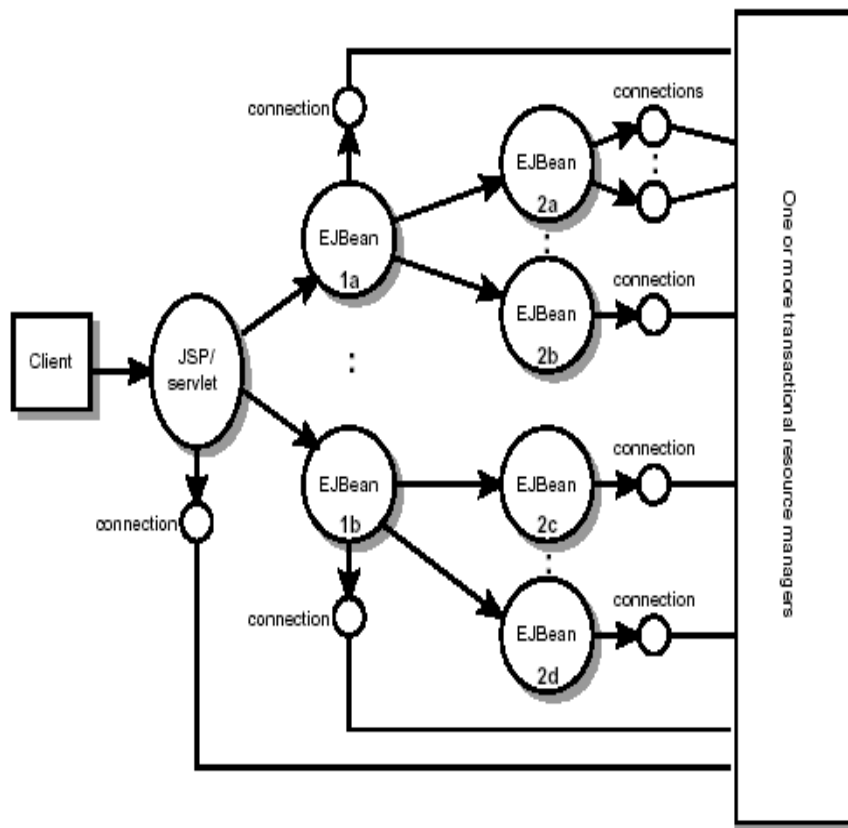 connections
connection
EJBean
2a
EJBean
1a
EJBean
2b
connection
Client
JSP/
servlet
EJBean
1b
connection
EJBean
2c
connection
connection
EJBean
2d
connection
One or more transactional resource managers